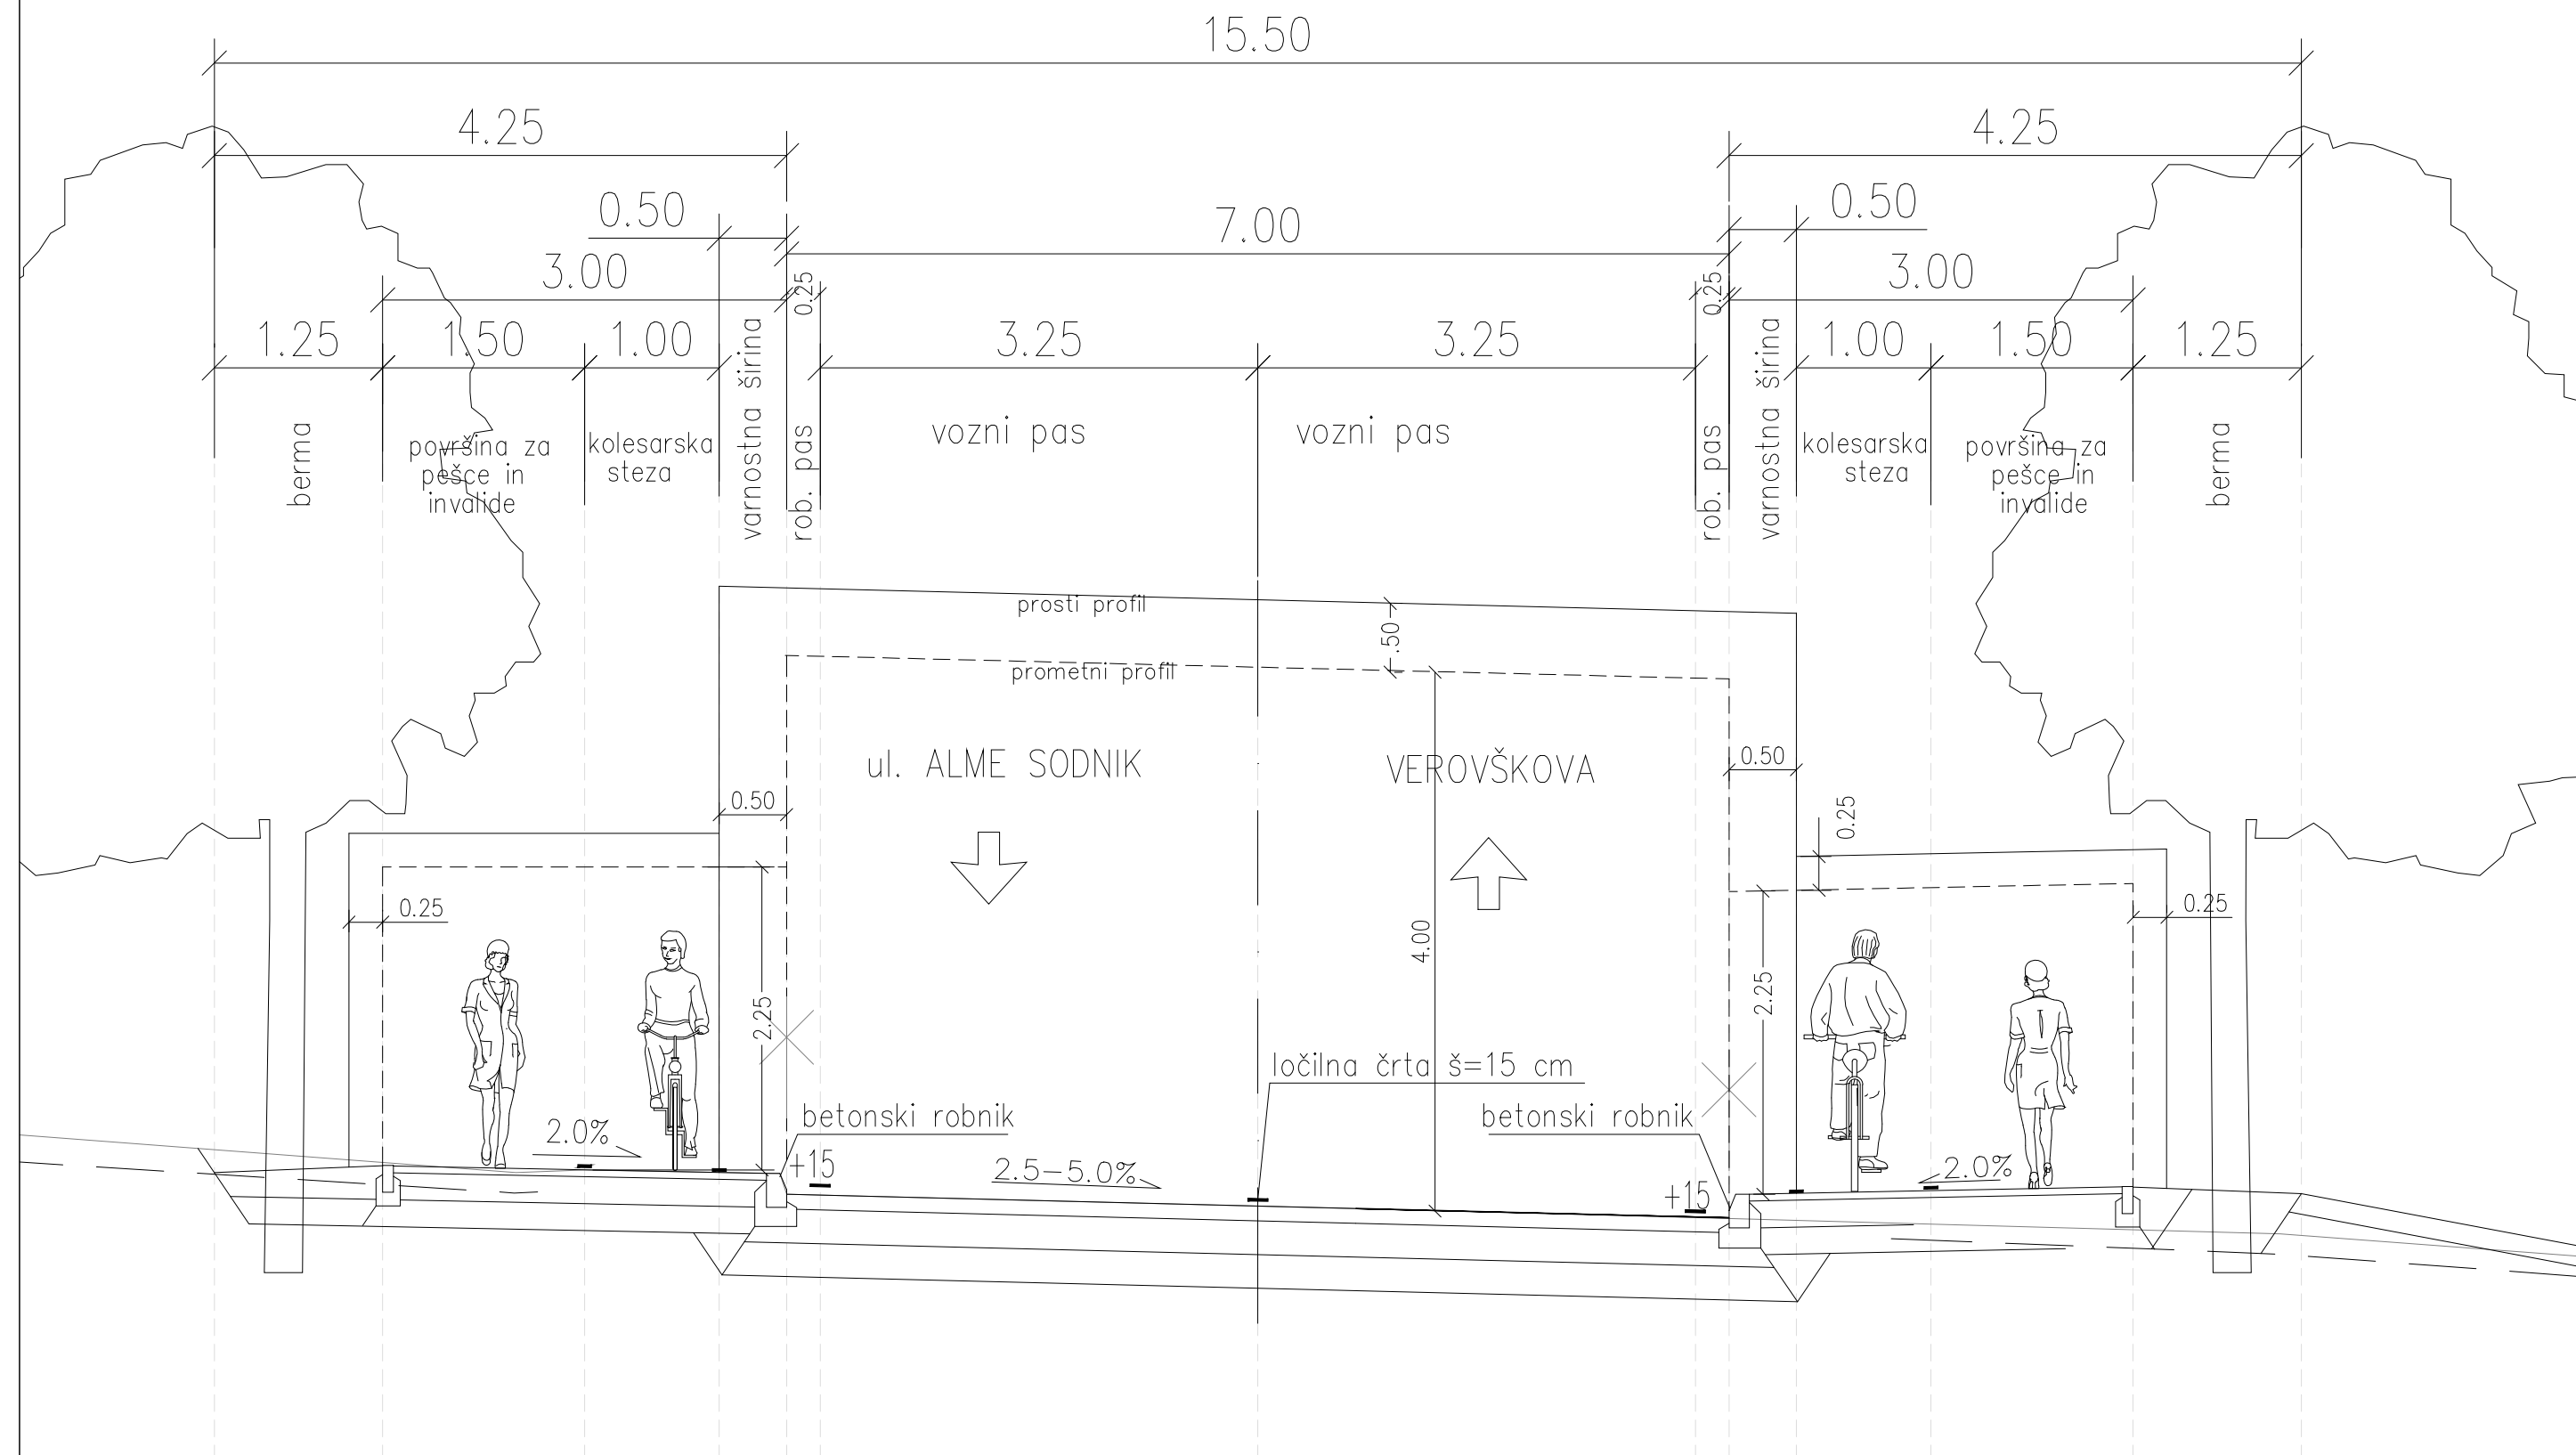 15.50
4.25
4.25
0.50
7.00
0.50
3.00
0.25
0.25
3.00
1.25
1.50
1.00
varnostna širina
3.25
3.25
varnostna širina
1.00
1.50
1.25
berma
površina za
pešce in
invalide
kolesarska
steza
rob. pas
vozni pas
vozni pas
rob. pas
kolesarska
steza
površina za
pešce in
invalide
berma
prosti profil
.50
prometni profil
ul. ALME SODNIK
VEROVŠKOVA
0.50
0.50
0.25
0.25
0.25
4.00
2.25
2.25
ločilna črta š=15 cm
betonski robnik
betonski robnik
2.0%
+15
2.5-5.0%
+15
2.0%